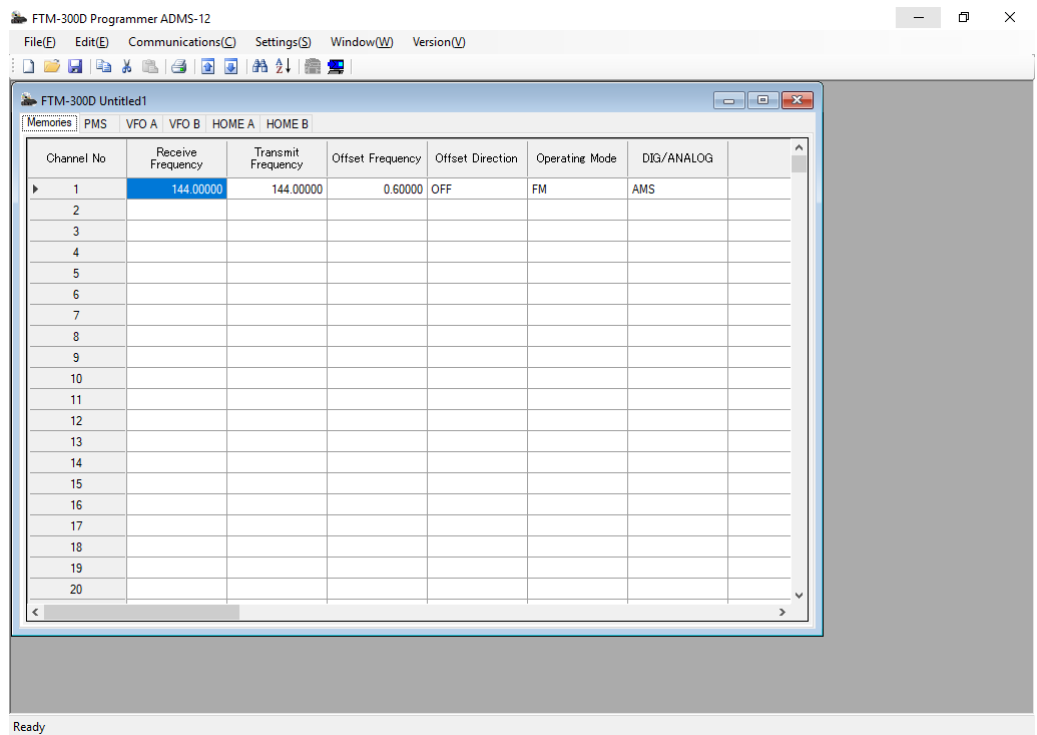 FTM-300D Programmer ADMS-12
File(F) Edit(E) Communications(C) Settings(S) Window(W) Version(V)
FTM-300D Untitled1
Memories PMS VFO A VFO B HOME A HOME B
Channel No Receive Frequency Transmit Frequency Offset Frequency Offset Direction Operating Mode DIG/ANALOG
1 144.00000 144.00000 0.60000 OFF FM AMS
2
3
4
5
6
7
8
9
10
11
12
13
14
15
16
17
18
19
20
Ready